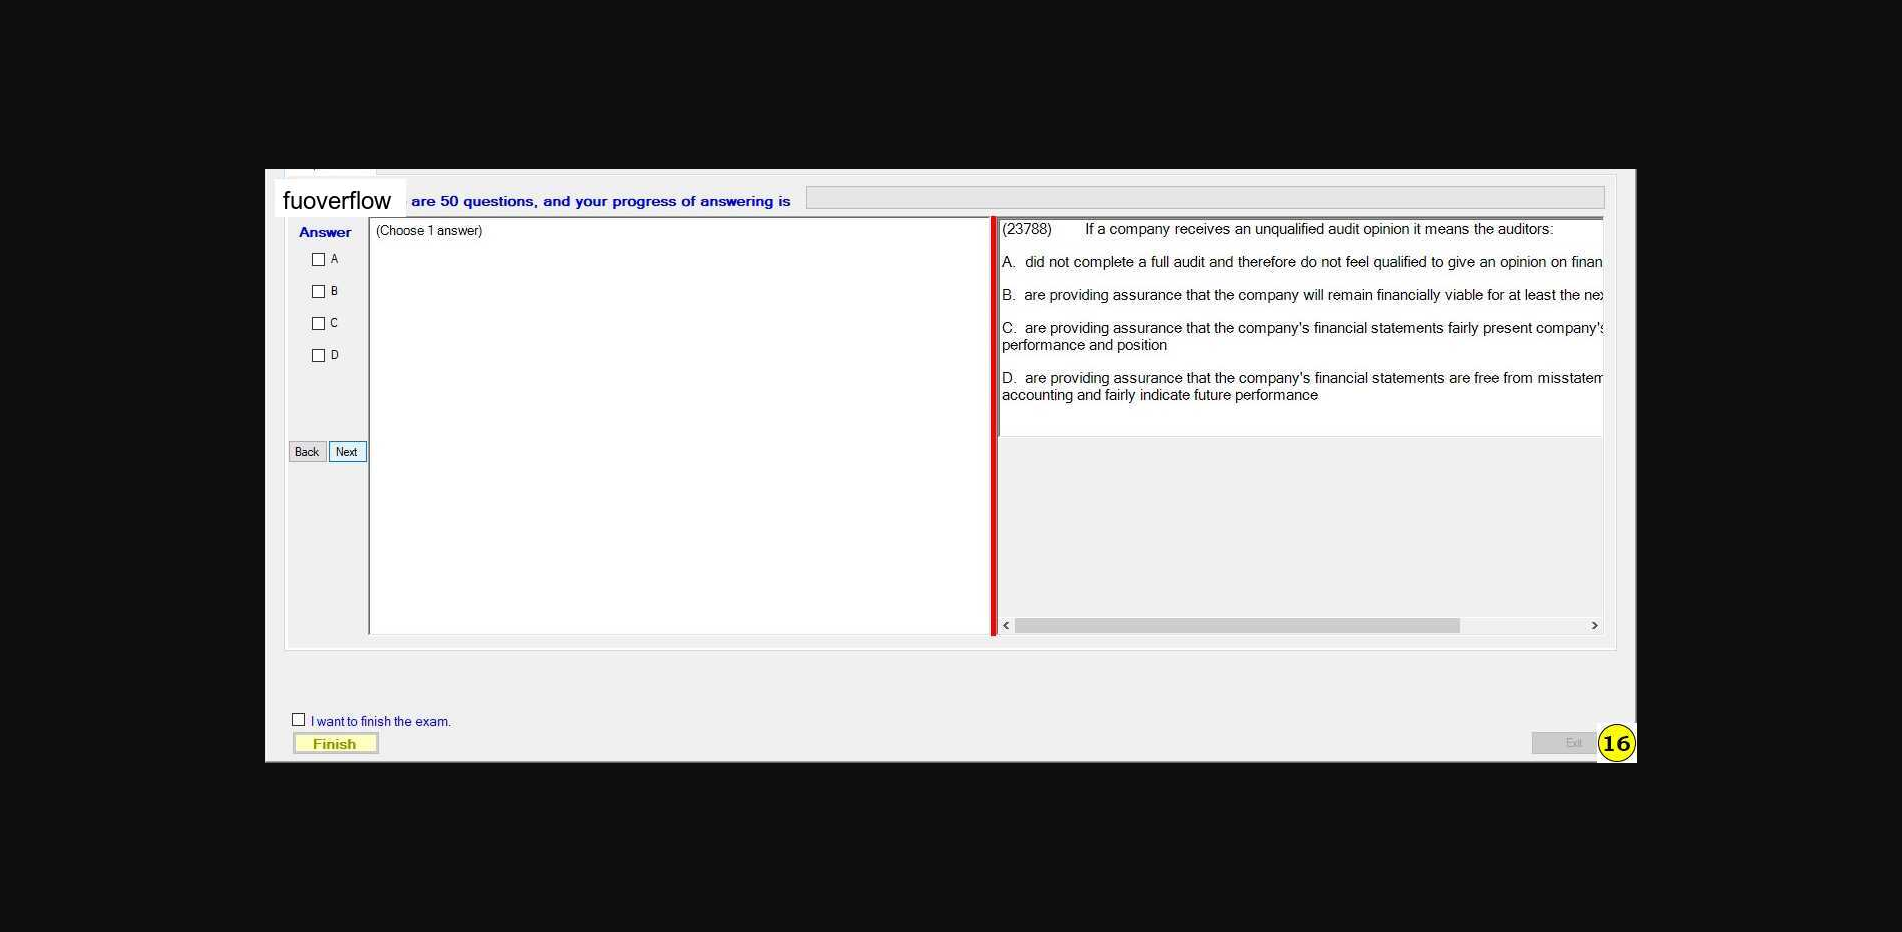 fuoverflow are 50 questions, and your progress of answering is
Answer
(Choose 1 answer)
A
B
C
D
Back Next
(23788) If a company receives an unqualified audit opinion it means the auditors:
A. did not complete a full audit and therefore do not feel qualified to give an opinion on finan
B. are providing assurance that the company will remain financially viable for at least the nex
C. are providing assurance that the company's financial statements fairly present company's
performance and position
D. are providing assurance that the company's financial statements are free from misstatem
accounting and fairly indicate future performance
I want to finish the exam.
Finish
Exit
16